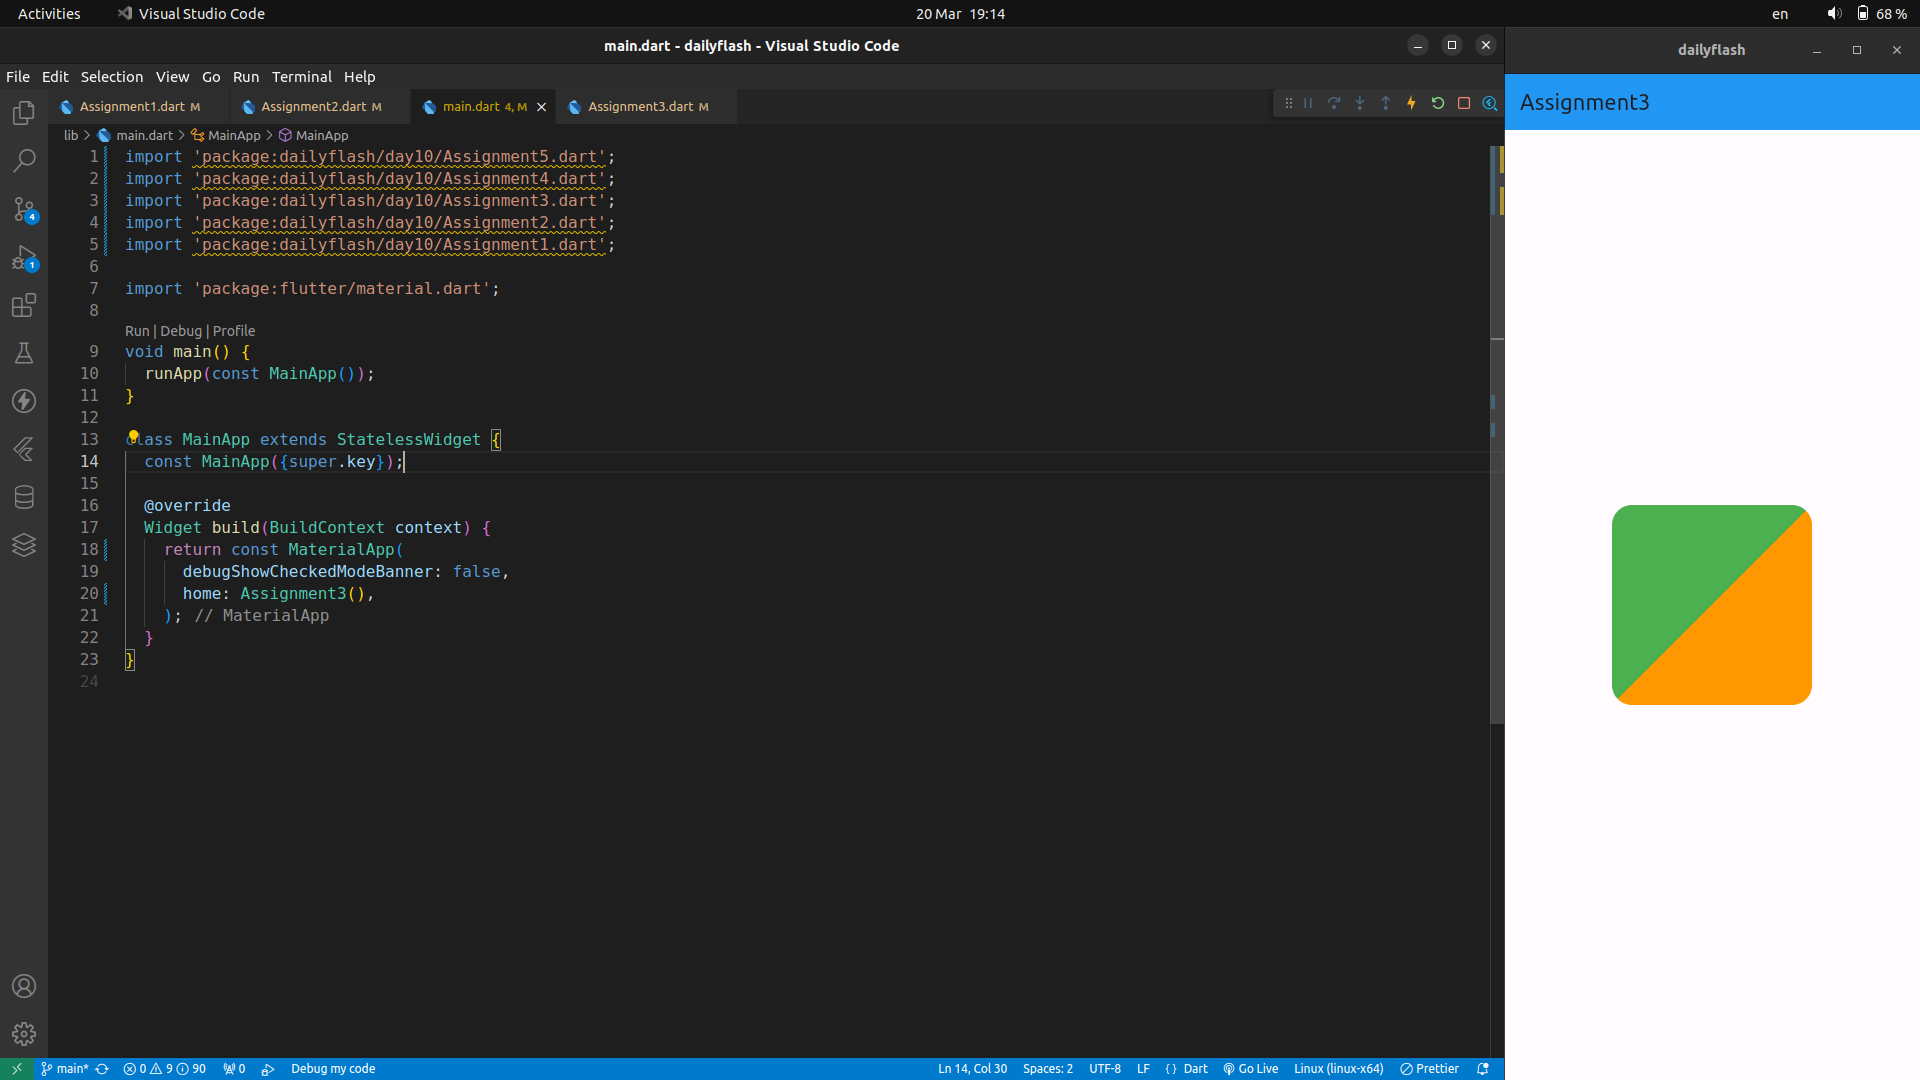 Activities Visual Studio Code 20 Mar 19:14 en 68 %
main.dart - dailyflash - Visual Studio Code
dailyflash
File Edit Selection View Go Run Terminal Help
Assignment1.dart M Assignment2.dart M main.dart 4, M Assignment3.dart M
Assignment3
lib > main.dart > MainApp > MainApp
1 import 'package:dailyflash/day10/Assignment5.dart';
2 import 'package:dailyflash/day10/Assignment4.dart';
3 import 'package:dailyflash/day10/Assignment3.dart';
4 import 'package:dailyflash/day10/Assignment2.dart';
5 import 'package:dailyflash/day10/Assignment1.dart';
6
7 import 'package:flutter/material.dart';
8
Run | Debug | Profile
9 void main() {
10 runApp(const MainApp());
11 }
12
13 class MainApp extends StatelessWidget {
14 const MainApp({super.key});
15
16 @override
17 Widget build(BuildContext context) {
18 return const MaterialApp(
19 debugShowCheckedModeBanner: false,
20 home: Assignment3(),
21 ); // MaterialApp
22 }
23 }
24
4
1
main* 0 9 90 0 Debug my code Ln 14, Col 30 Spaces: 2 UTF-8 LF {} Dart Go Live Linux (linux-x64) Prettier